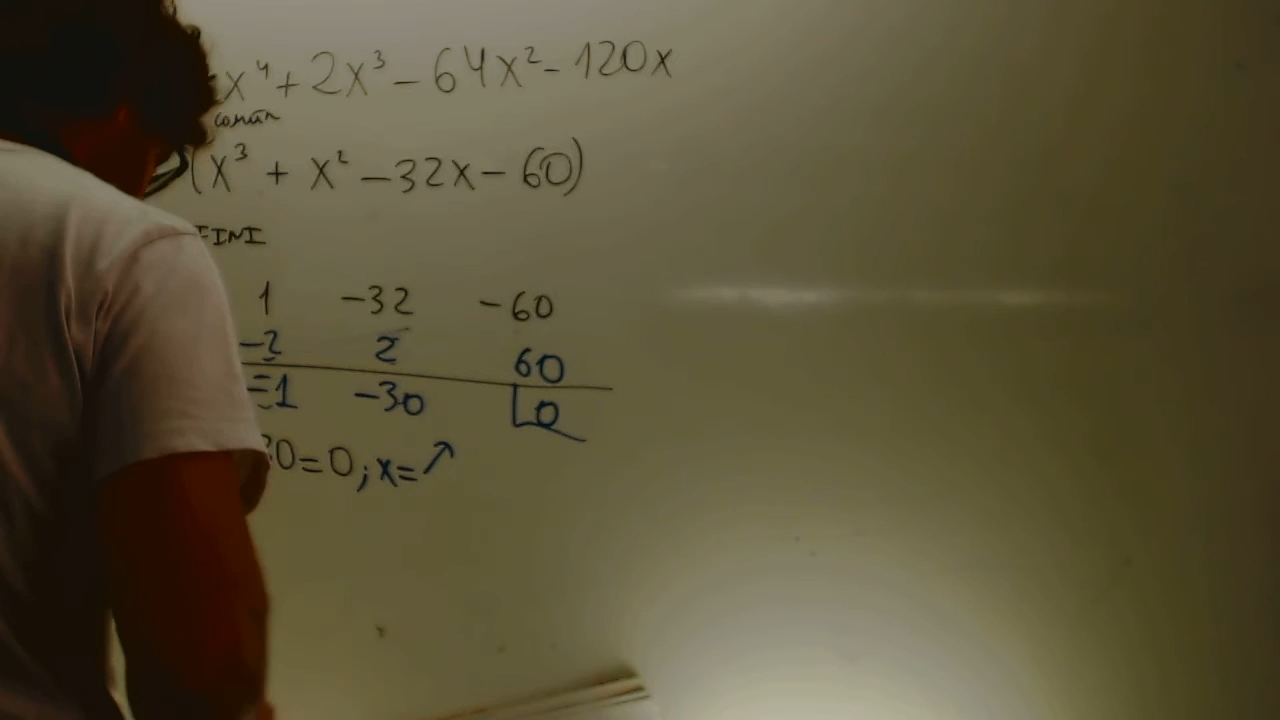 x⁴ + 2x³ - 64x² - 120x
común
(x³ + x² - 32x - 60)
FINI
1 -32 -60
-2 2 60
-1 -30 0
30=0; x= ↗